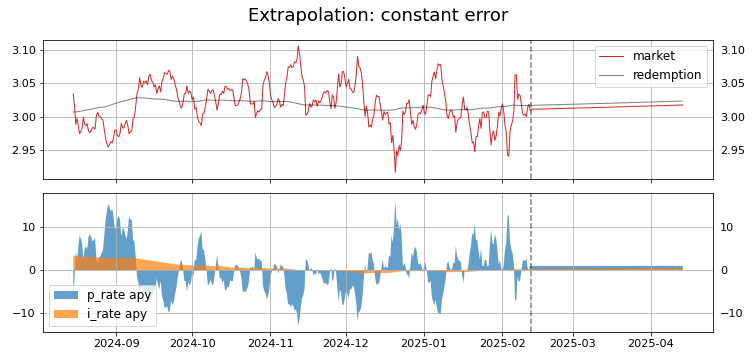 Extrapolation: constant error
3.10
3.05
3.00
2.95
market
redemption
3.10
3.05
3.00
2.95
10
0
−10
p_rate apy
i_rate apy
10
0
−10
2024-09 2024-10 2024-11 2024-12 2025-01 2025-02 2025-03 2025-04